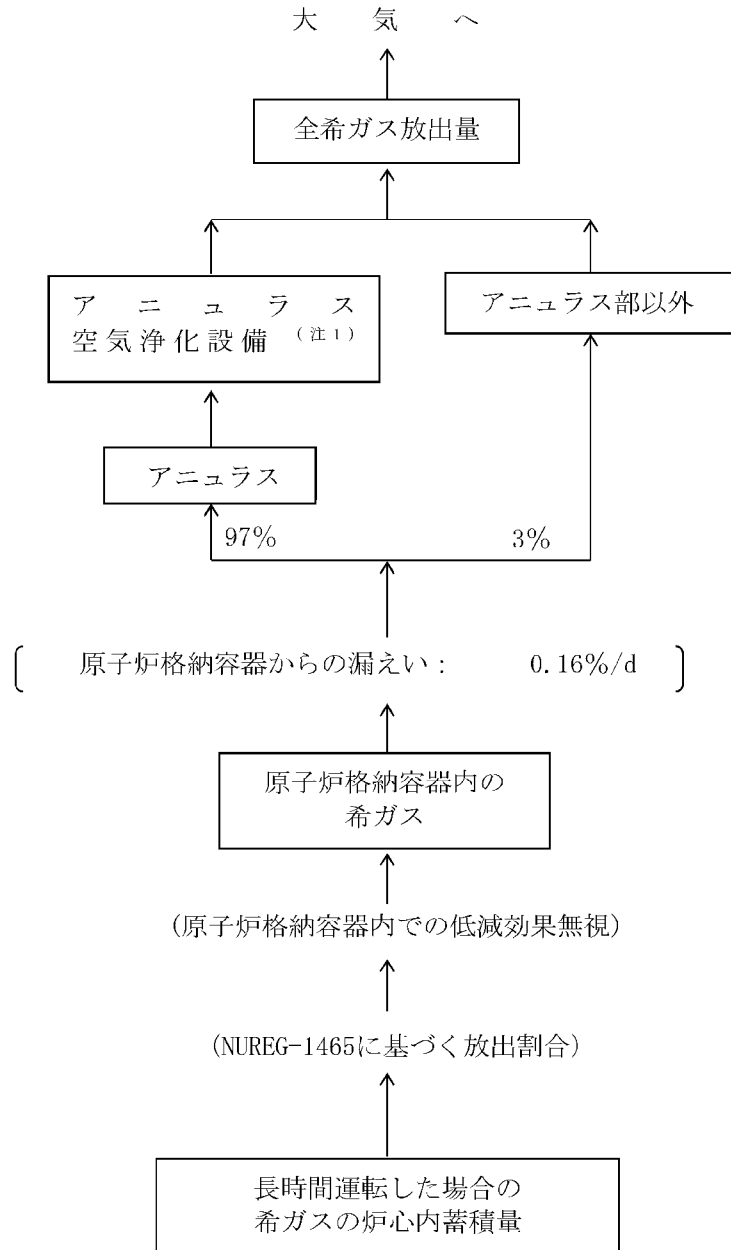 大気へ
全希ガス放出量
アニュラス
空気浄化設備（注1）
アニュラス部以外
アニュラス
97%
3%
〔原子炉格納容器からの漏えい： 0.16%/d〕
原子炉格納容器内の
希ガス
(原子炉格納容器内での低減効果無視)
(NUREG-1465に基づく放出割合)
長時間運転した場合の
希ガスの炉心内蓄積量